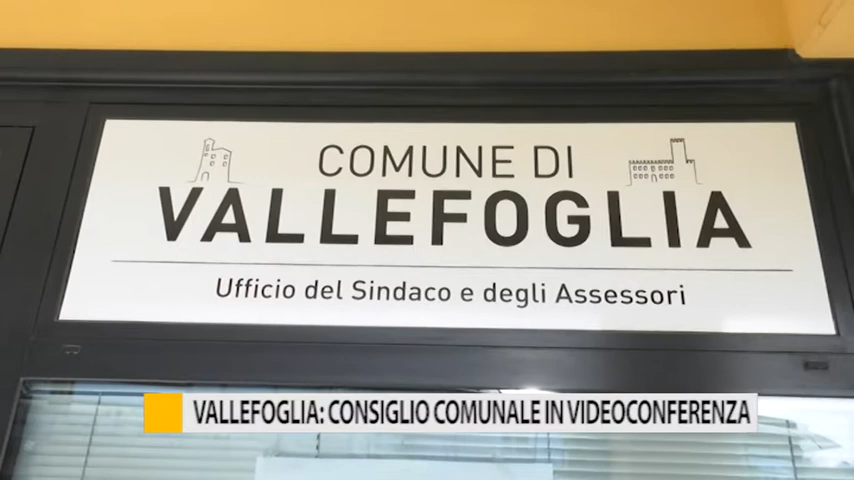 COMUNE DI
VALLEFOGLIA
Ufficio del Sindaco e degli Assessori
VALLEFOGLIA: CONSIGLIO COMUNALE IN VIDEOCONFERENZA